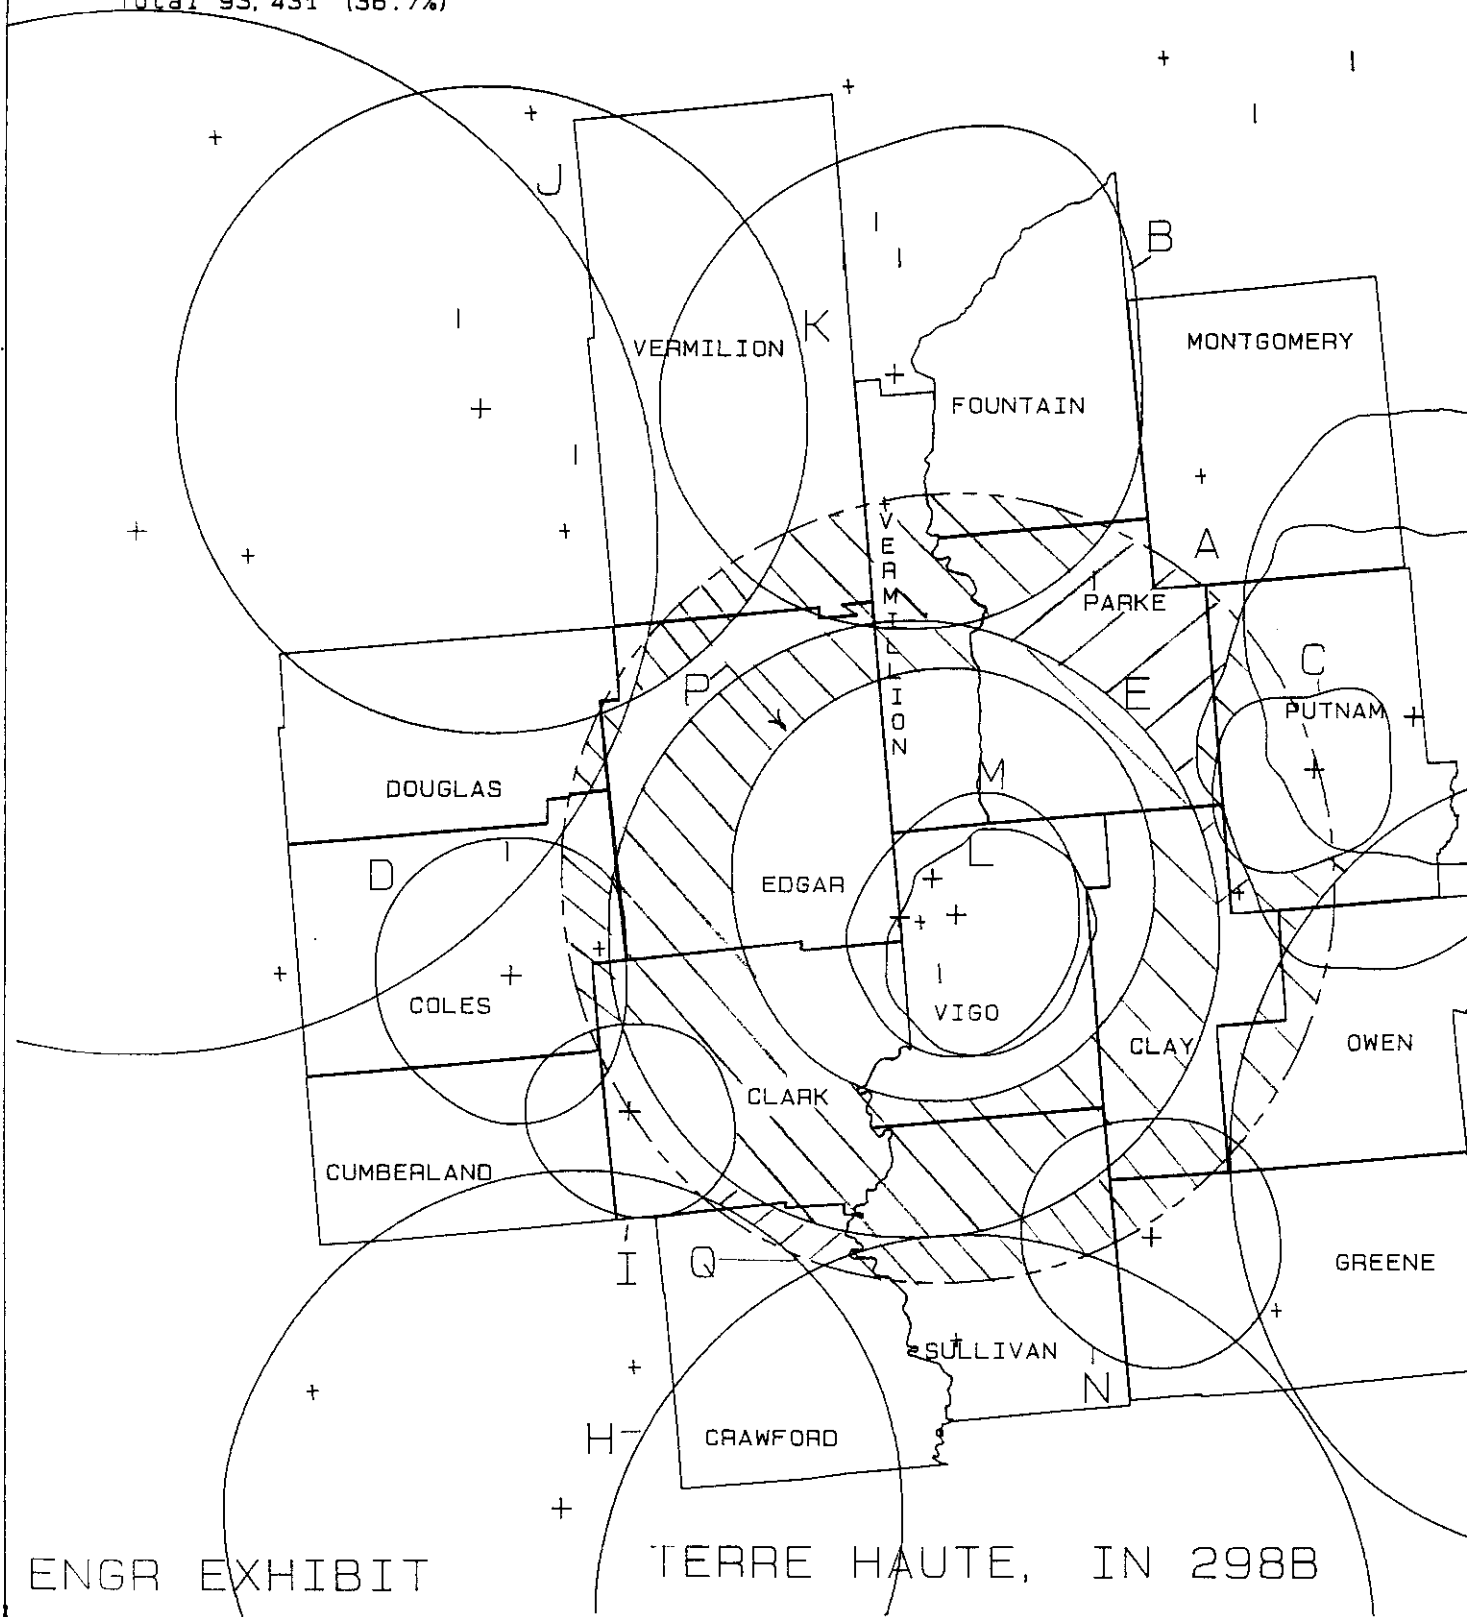 Total 93,431 (36.7%)
J
B
K
VERMILION
MONTGOMERY
FOUNTAIN
A
VERMILLION
PARKE
C
P
E
PUTNAM
M
DOUGLAS
L
D
EDGAR
COLES
VIGO
CLAY
OWEN
CLARK
CUMBERLAND
I
Q
GREENE
SULLIVAN
N
H
CRAWFORD
ENGR EXHIBIT
TERRE HAUTE, IN 298B